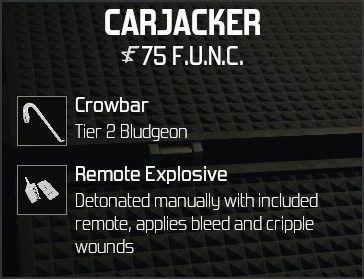 CARJACKER
75 F.U.N.C.
Crowbar
Tier 2 Bludgeon
Remote Explosive
Detonated manually with included
remote, applies bleed and cripple
wounds